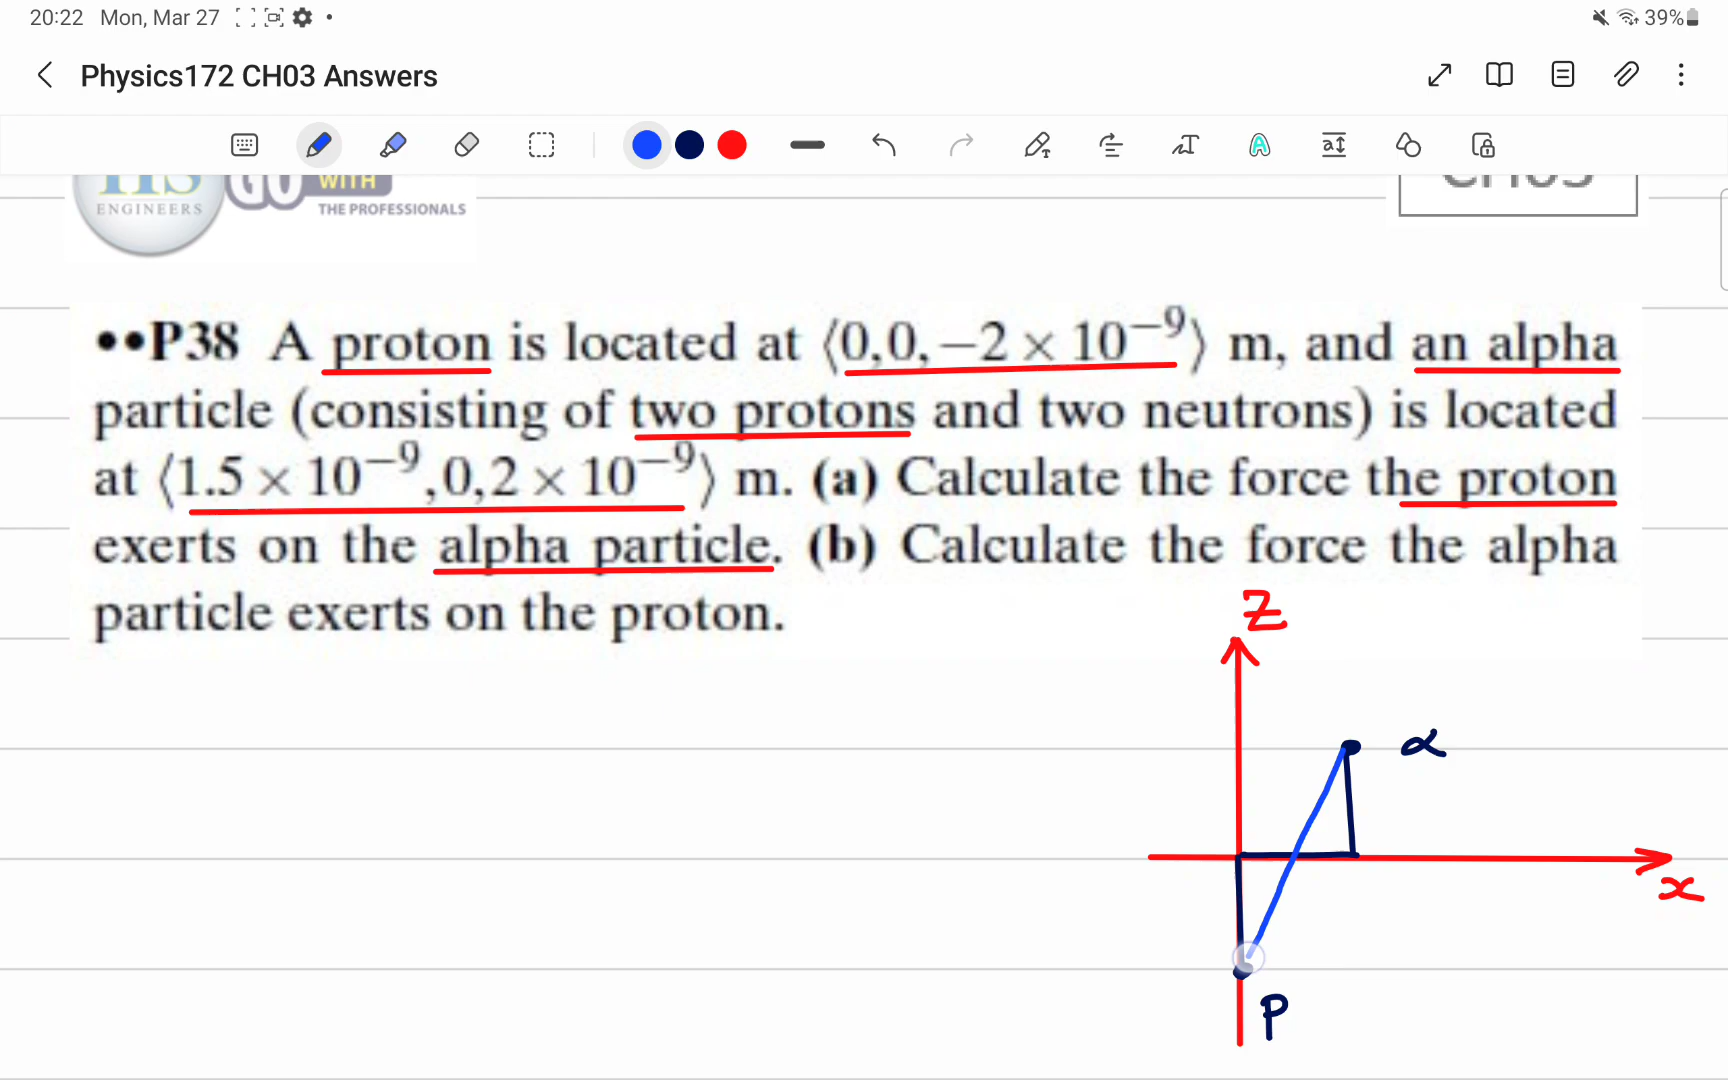 20:22 Mon, Mar 27
39%
Physics172 CH03 Answers
WITH
ENGINEERS
THE PROFESSIONALS
CH03
••P38 A proton is located at ⟨0,0,−2 × 10⁻⁹⟩ m, and an alpha
particle (consisting of two protons and two neutrons) is located
at ⟨1.5 × 10⁻⁹,0,2 × 10⁻⁹⟩ m. (a) Calculate the force the proton
exerts on the alpha particle. (b) Calculate the force the alpha
particle exerts on the proton.
Z
α
x
P